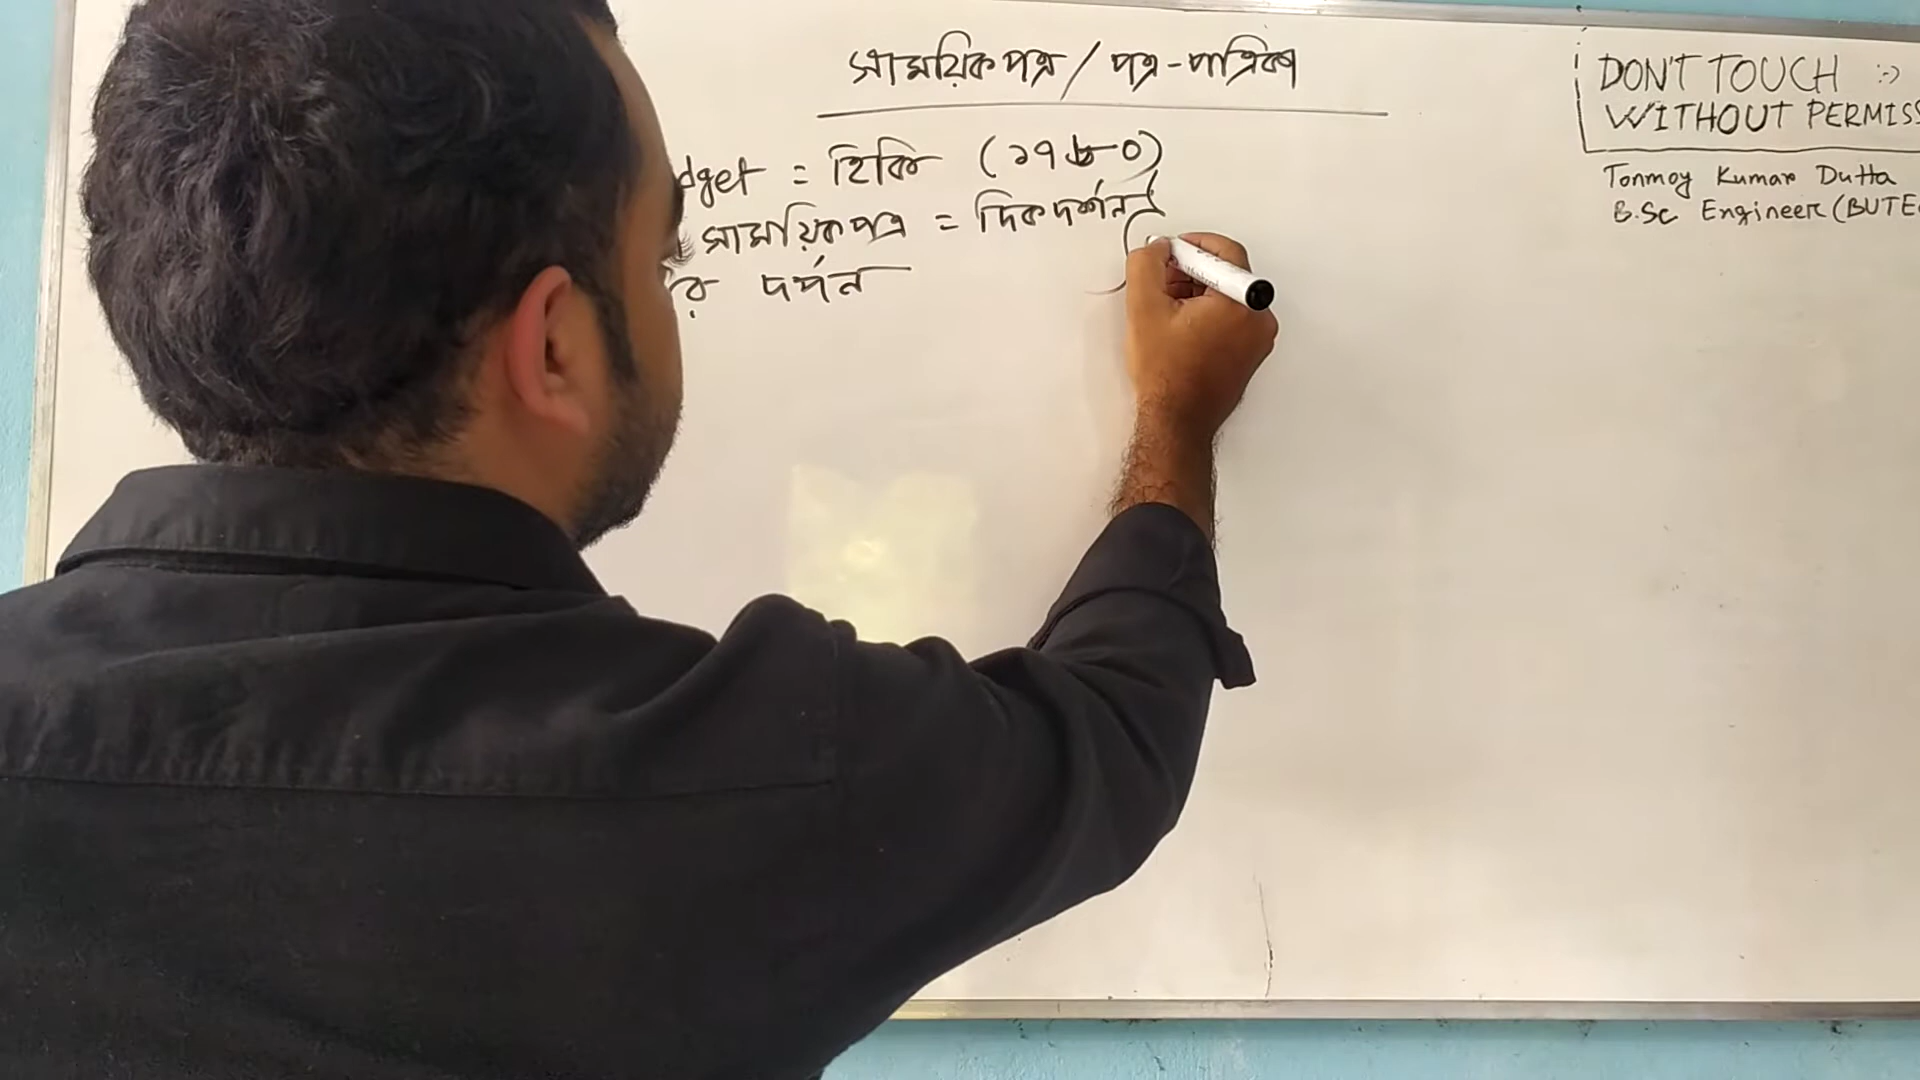 সাময়িকপত্র / পত্র-পত্রিকা
dget = হিকি (১৭৮০)
সাময়িকপত্র = দিকদর্শন
র দর্পন
DON'T TOUCH :->
WITHOUT PERMISS
Tonmoy Kumar Dutta
B.Sc Engineer (BUTE